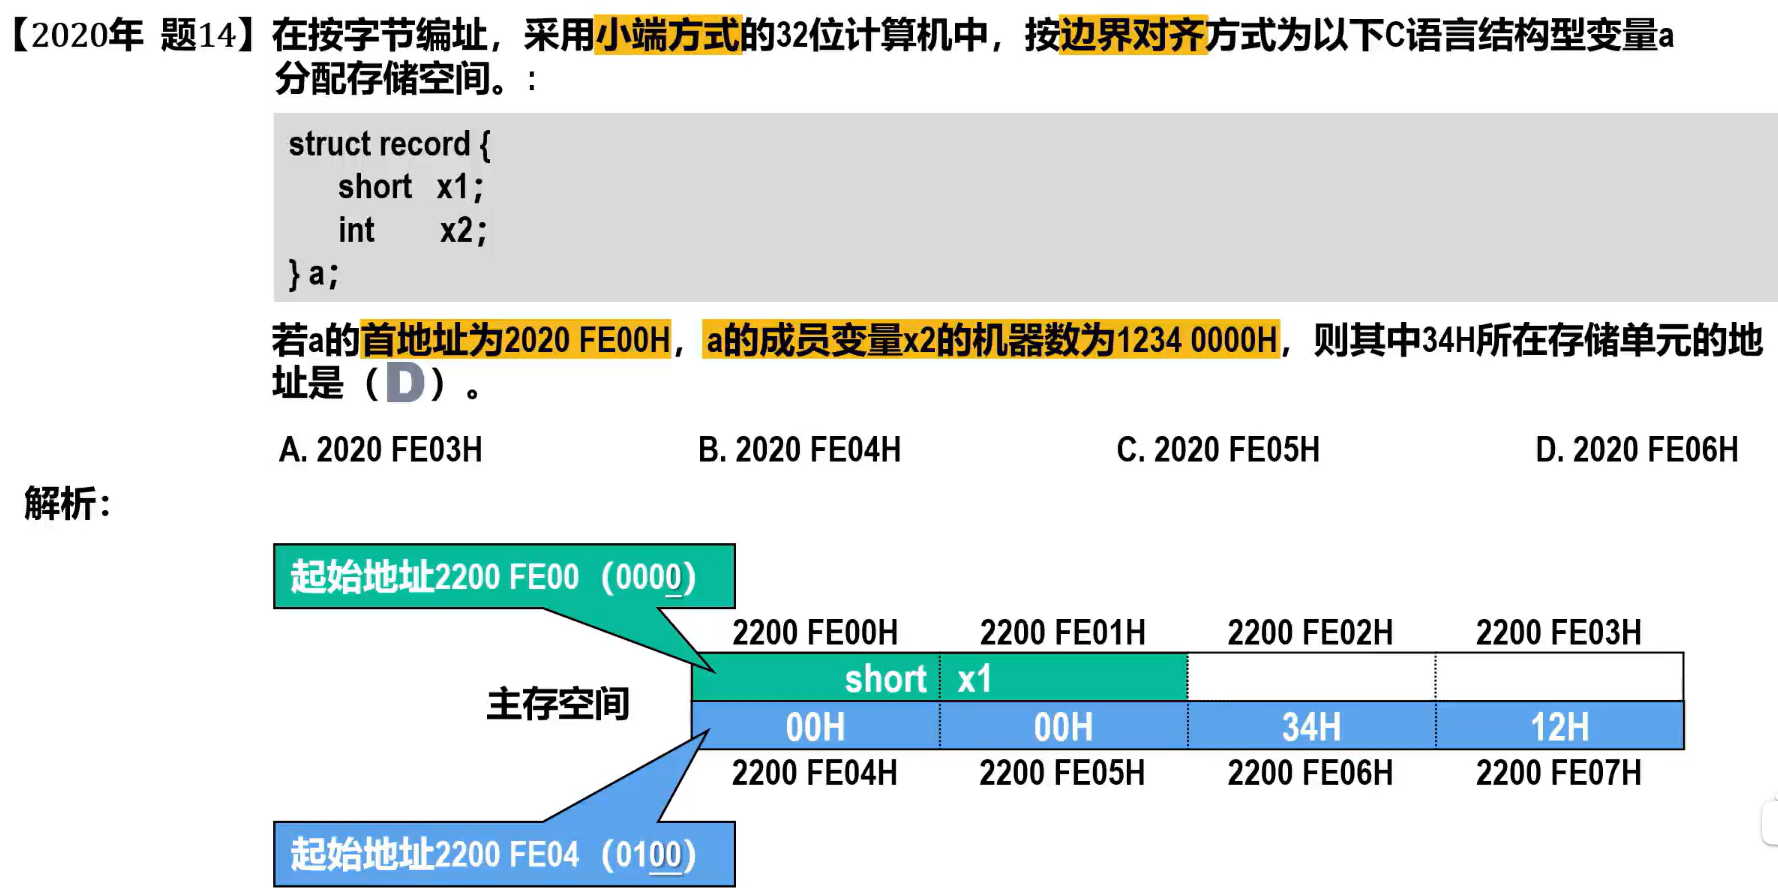 【2020年 题14】在按字节编址，采用小端方式的32位计算机中，按边界对齐方式为以下C语言结构型变量a
分配存储空间。:
struct record {
short x1;
int x2;
} a;
若a的首地址为2020 FE00H，a的成员变量x2的机器数为1234 0000H，则其中34H所在存储单元的地
址是（D）。
A. 2020 FE03H B. 2020 FE04H C. 2020 FE05H D. 2020 FE06H
解析：
起始地址2200 FE00（0000）
2200 FE00H 2200 FE01H 2200 FE02H 2200 FE03H
short x1
主存空间
00H 00H 34H 12H
2200 FE04H 2200 FE05H 2200 FE06H 2200 FE07H
起始地址2200 FE04（0100）